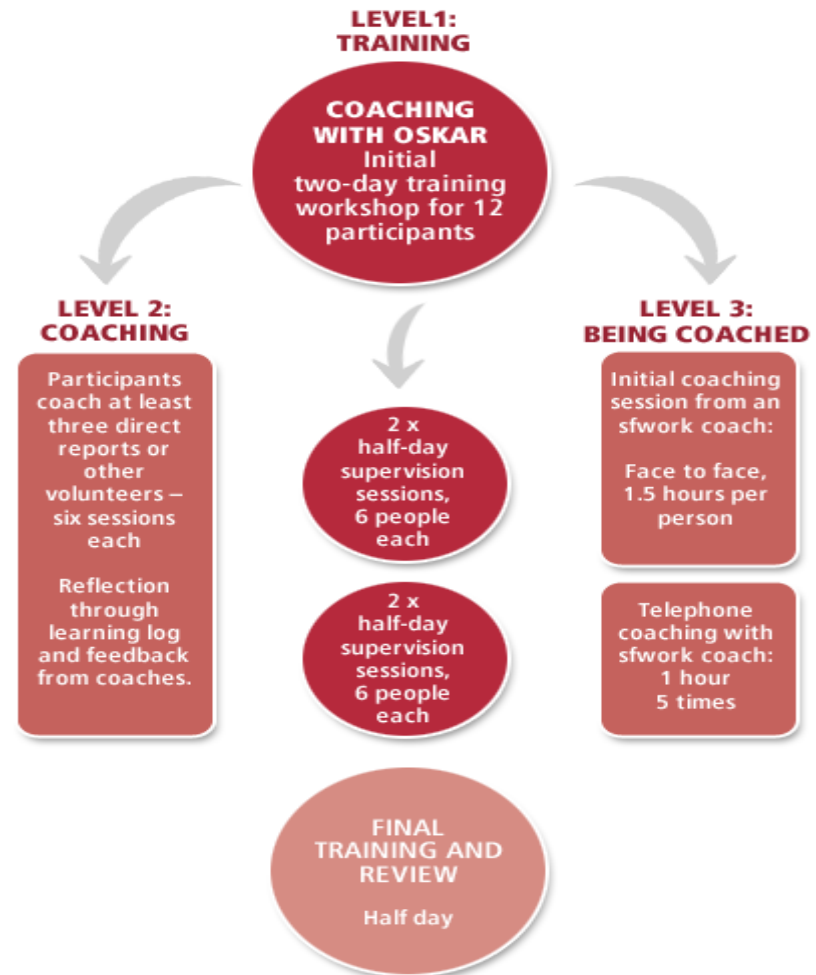 LEVEL1:
TRAINING
COACHING
WITH OSKAR
Initial
two-day training
workshop for 12
participants
LEVEL 2:
COACHING
Participants
coach at least
three direct
reports or
other
volunteers –
six sessions
each
Reflection
through
learning log
and feedback
from coaches.
2 x
half-day
supervision
sessions,
6 people
each
2 x
half-day
supervision
sessions,
6 people
each
LEVEL 3:
BEING COACHED
Initial coaching
session from an
sfwork coach:
Face to face,
1.5 hours per
person
Telephone
coaching with
sfwork coach:
1 hour
5 times
FINAL
TRAINING AND
REVIEW
Half day